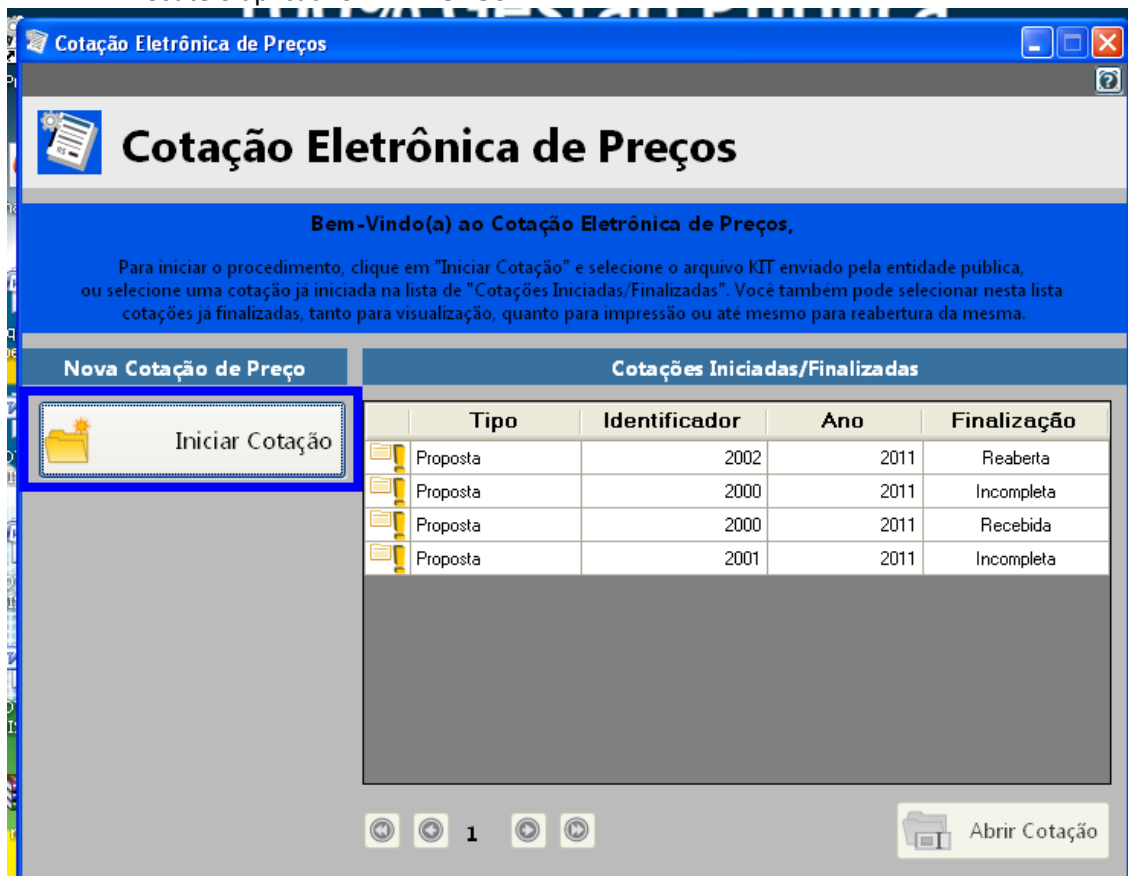 Cotação Eletrônica de Preços
Cotação Eletrônica de Preços
Bem-Vindo(a) ao Cotação Eletrônica de Preços,
Para iniciar o procedimento, clique em "Iniciar Cotação" e selecione o arquivo KIT enviado pela entidade pública,
ou selecione uma cotação já iniciada na lista de "Cotações Iniciadas/Finalizadas". Você também pode selecionar nesta lista
cotações já finalizadas, tanto para visualização, quanto para impressão ou até mesmo para reabertura da mesma.
Nova Cotação de Preço Cotações Iniciadas/Finalizadas
Iniciar Cotação
Tipo Identificador Ano Finalização
Proposta 2002 2011 Reaberta
Proposta 2000 2011 Incompleta
Proposta 2000 2011 Recebida
Proposta 2001 2011 Incompleta
1 Abrir Cotação